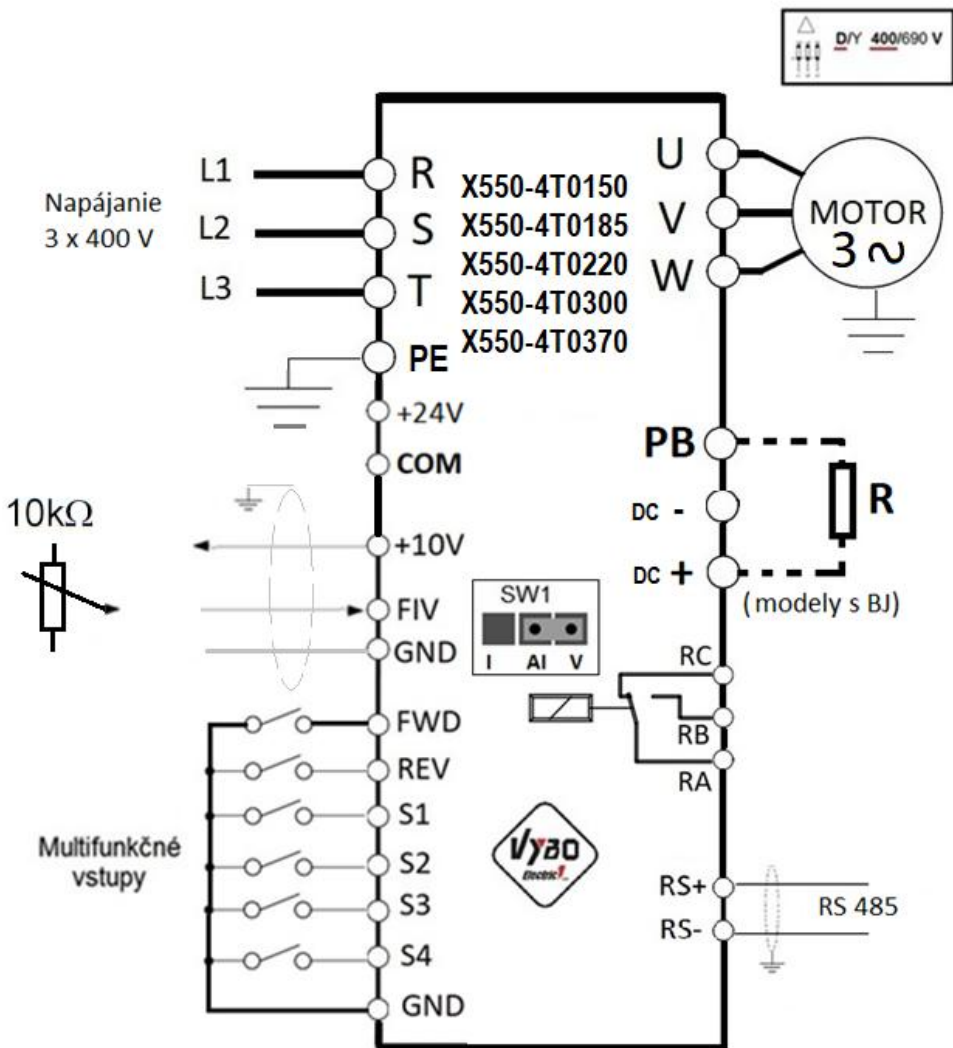 D/Y 400/690 V
L1
L2
L3
Napájanie
3 x 400 V
R
S
T
PE
X550-4T0150
X550-4T0185
X550-4T0220
X550-4T0300
X550-4T0370
U
V
W
MOTOR
3 ~
+24V
COM
10kΩ
+10V
FIV
GND
PB
DC -
DC +
R
(modely s BJ)
SW1
I AI V
RC
RB
RA
FWD
REV
S1
S2
S3
S4
GND
Multifunkčné
vstupy
VYBO
Electric
RS+
RS-
RS 485